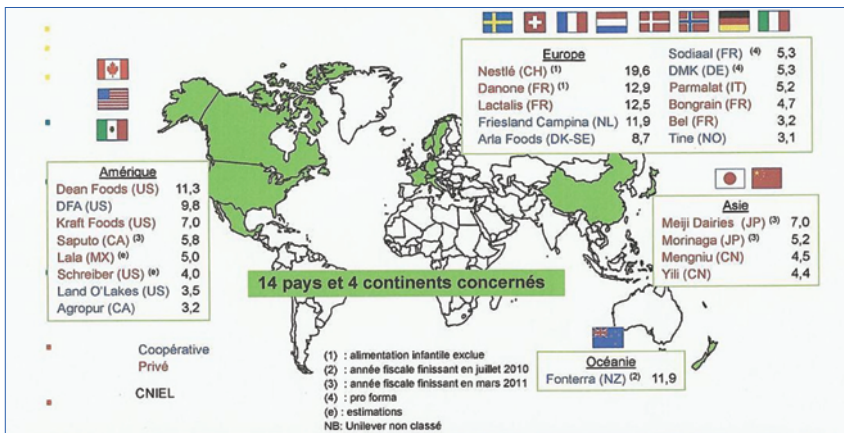 Europe
Nestlé (CH) (1) 19,6
Danone (FR) (1) 12,9
Lactalis (FR) 12,5
Friesland Campina (NL) 11,9
Arla Foods (DK-SE) 8,7
Sodiaal (FR) (4) 5,3
DMK (DE) (4) 5,3
Parmalat (IT) 5,2
Bongrain (FR) 4,7
Bel (FR) 3,2
Tine (NO) 3,1
Amérique
Dean Foods (US) 11,3
DFA (US) 9,8
Kraft Foods (US) 7,0
Saputo (CA) (3) 5,8
Lala (MX) (e) 5,0
Schreiber (US) (e) 4,0
Land O'Lakes (US) 3,5
Agropur (CA) 3,2
Asie
Meiji Dairies (JP) (3) 7,0
Morinaga (JP) (3) 5,2
Mengniu (CN) 4,5
Yili (CN) 4,4
14 pays et 4 continents concernés
Océanie
Fonterra (NZ) (2) 11,9
Coopérative
Privé
CNIEL
(1) : alimentation infantile exclue
(2) : année fiscale finissant en juillet 2010
(3) : année fiscale finissant en mars 2011
(4) : pro forma
(e) : estimations
NB: Unilever non classé